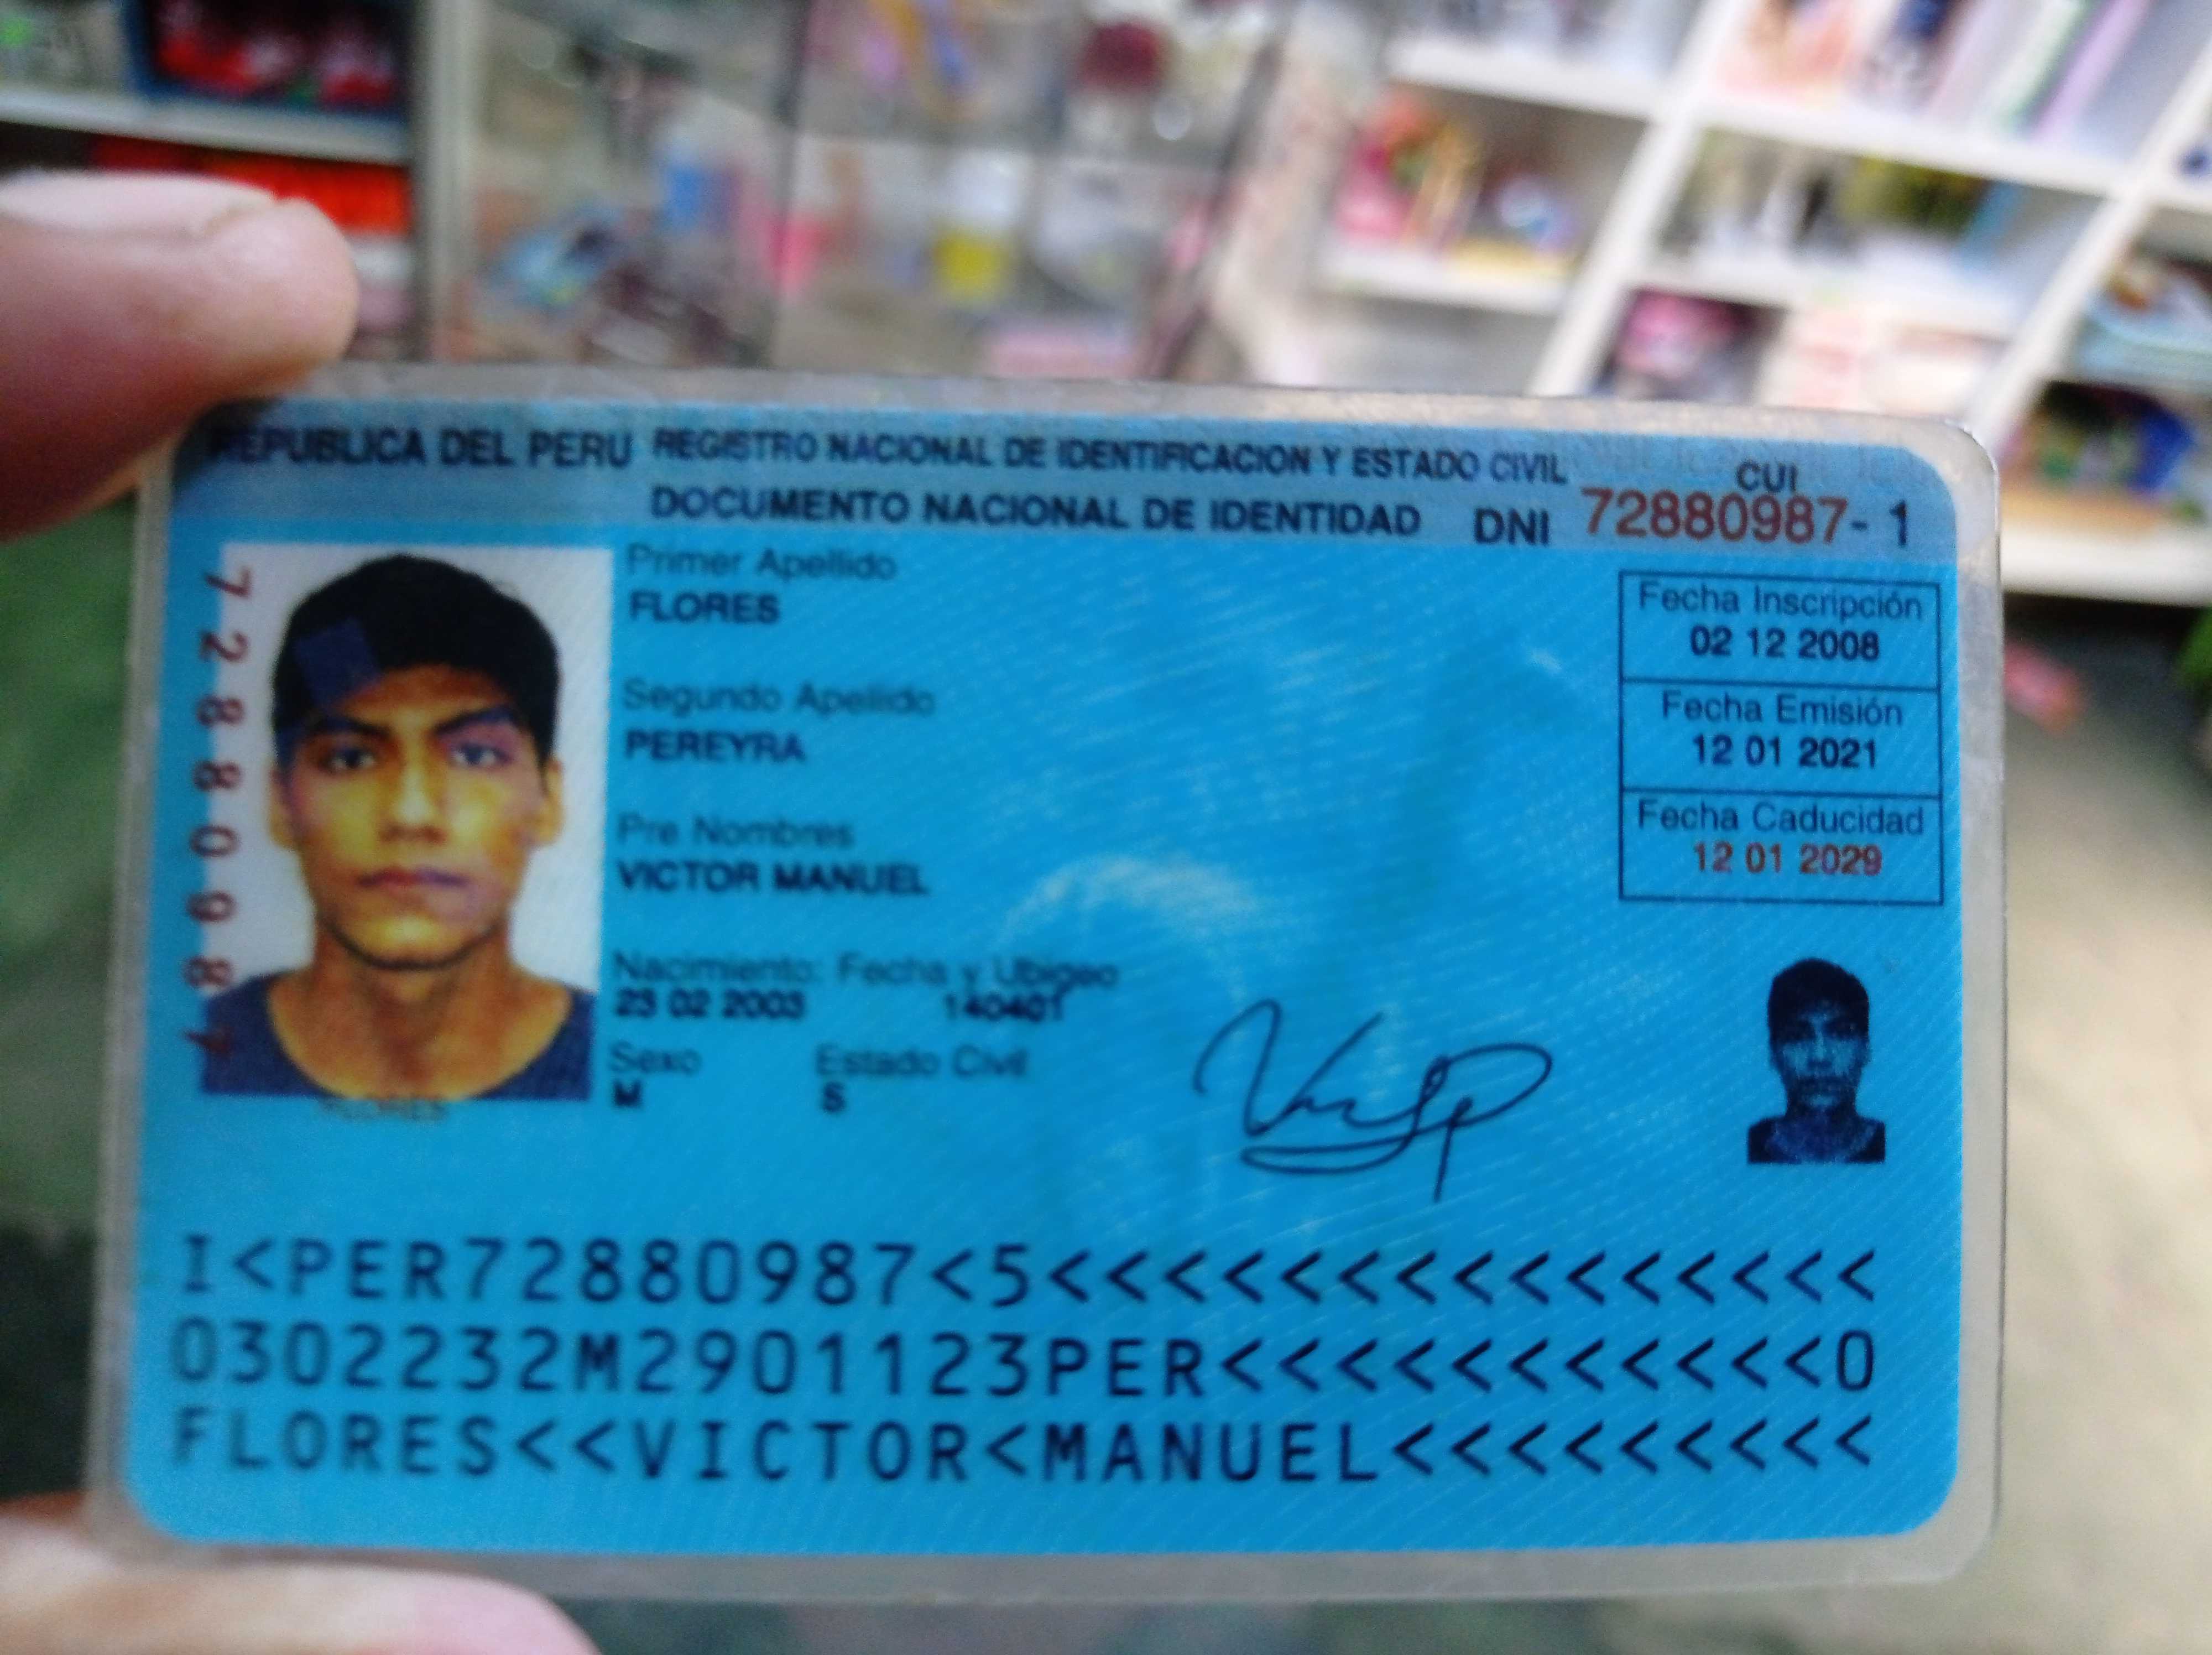 REPUBLICA DEL PERU REGISTRO NACIONAL DE IDENTIFICACION Y ESTADO CIVIL
DOCUMENTO NACIONAL DE IDENTIDAD DNI
CUI
72880987- 1
72880987
Primer Apellido
FLORES
Segundo Apellido
PEREYRA
Pre Nombres
VICTOR MANUEL
Nacimiento: Fecha y Ubigeo
23 02 2003 140401
Sexo Estado Civil
M S
FLORES
Fecha Inscripción
02 12 2008
Fecha Emisión
12 01 2021
Fecha Caducidad
12 01 2029
I<PER72880987<5<<<<<<<<<<<<<<<
0302232M2901123PER<<<<<<<<<<<0
FLORES<<VICTOR<MANUEL<<<<<<<<<